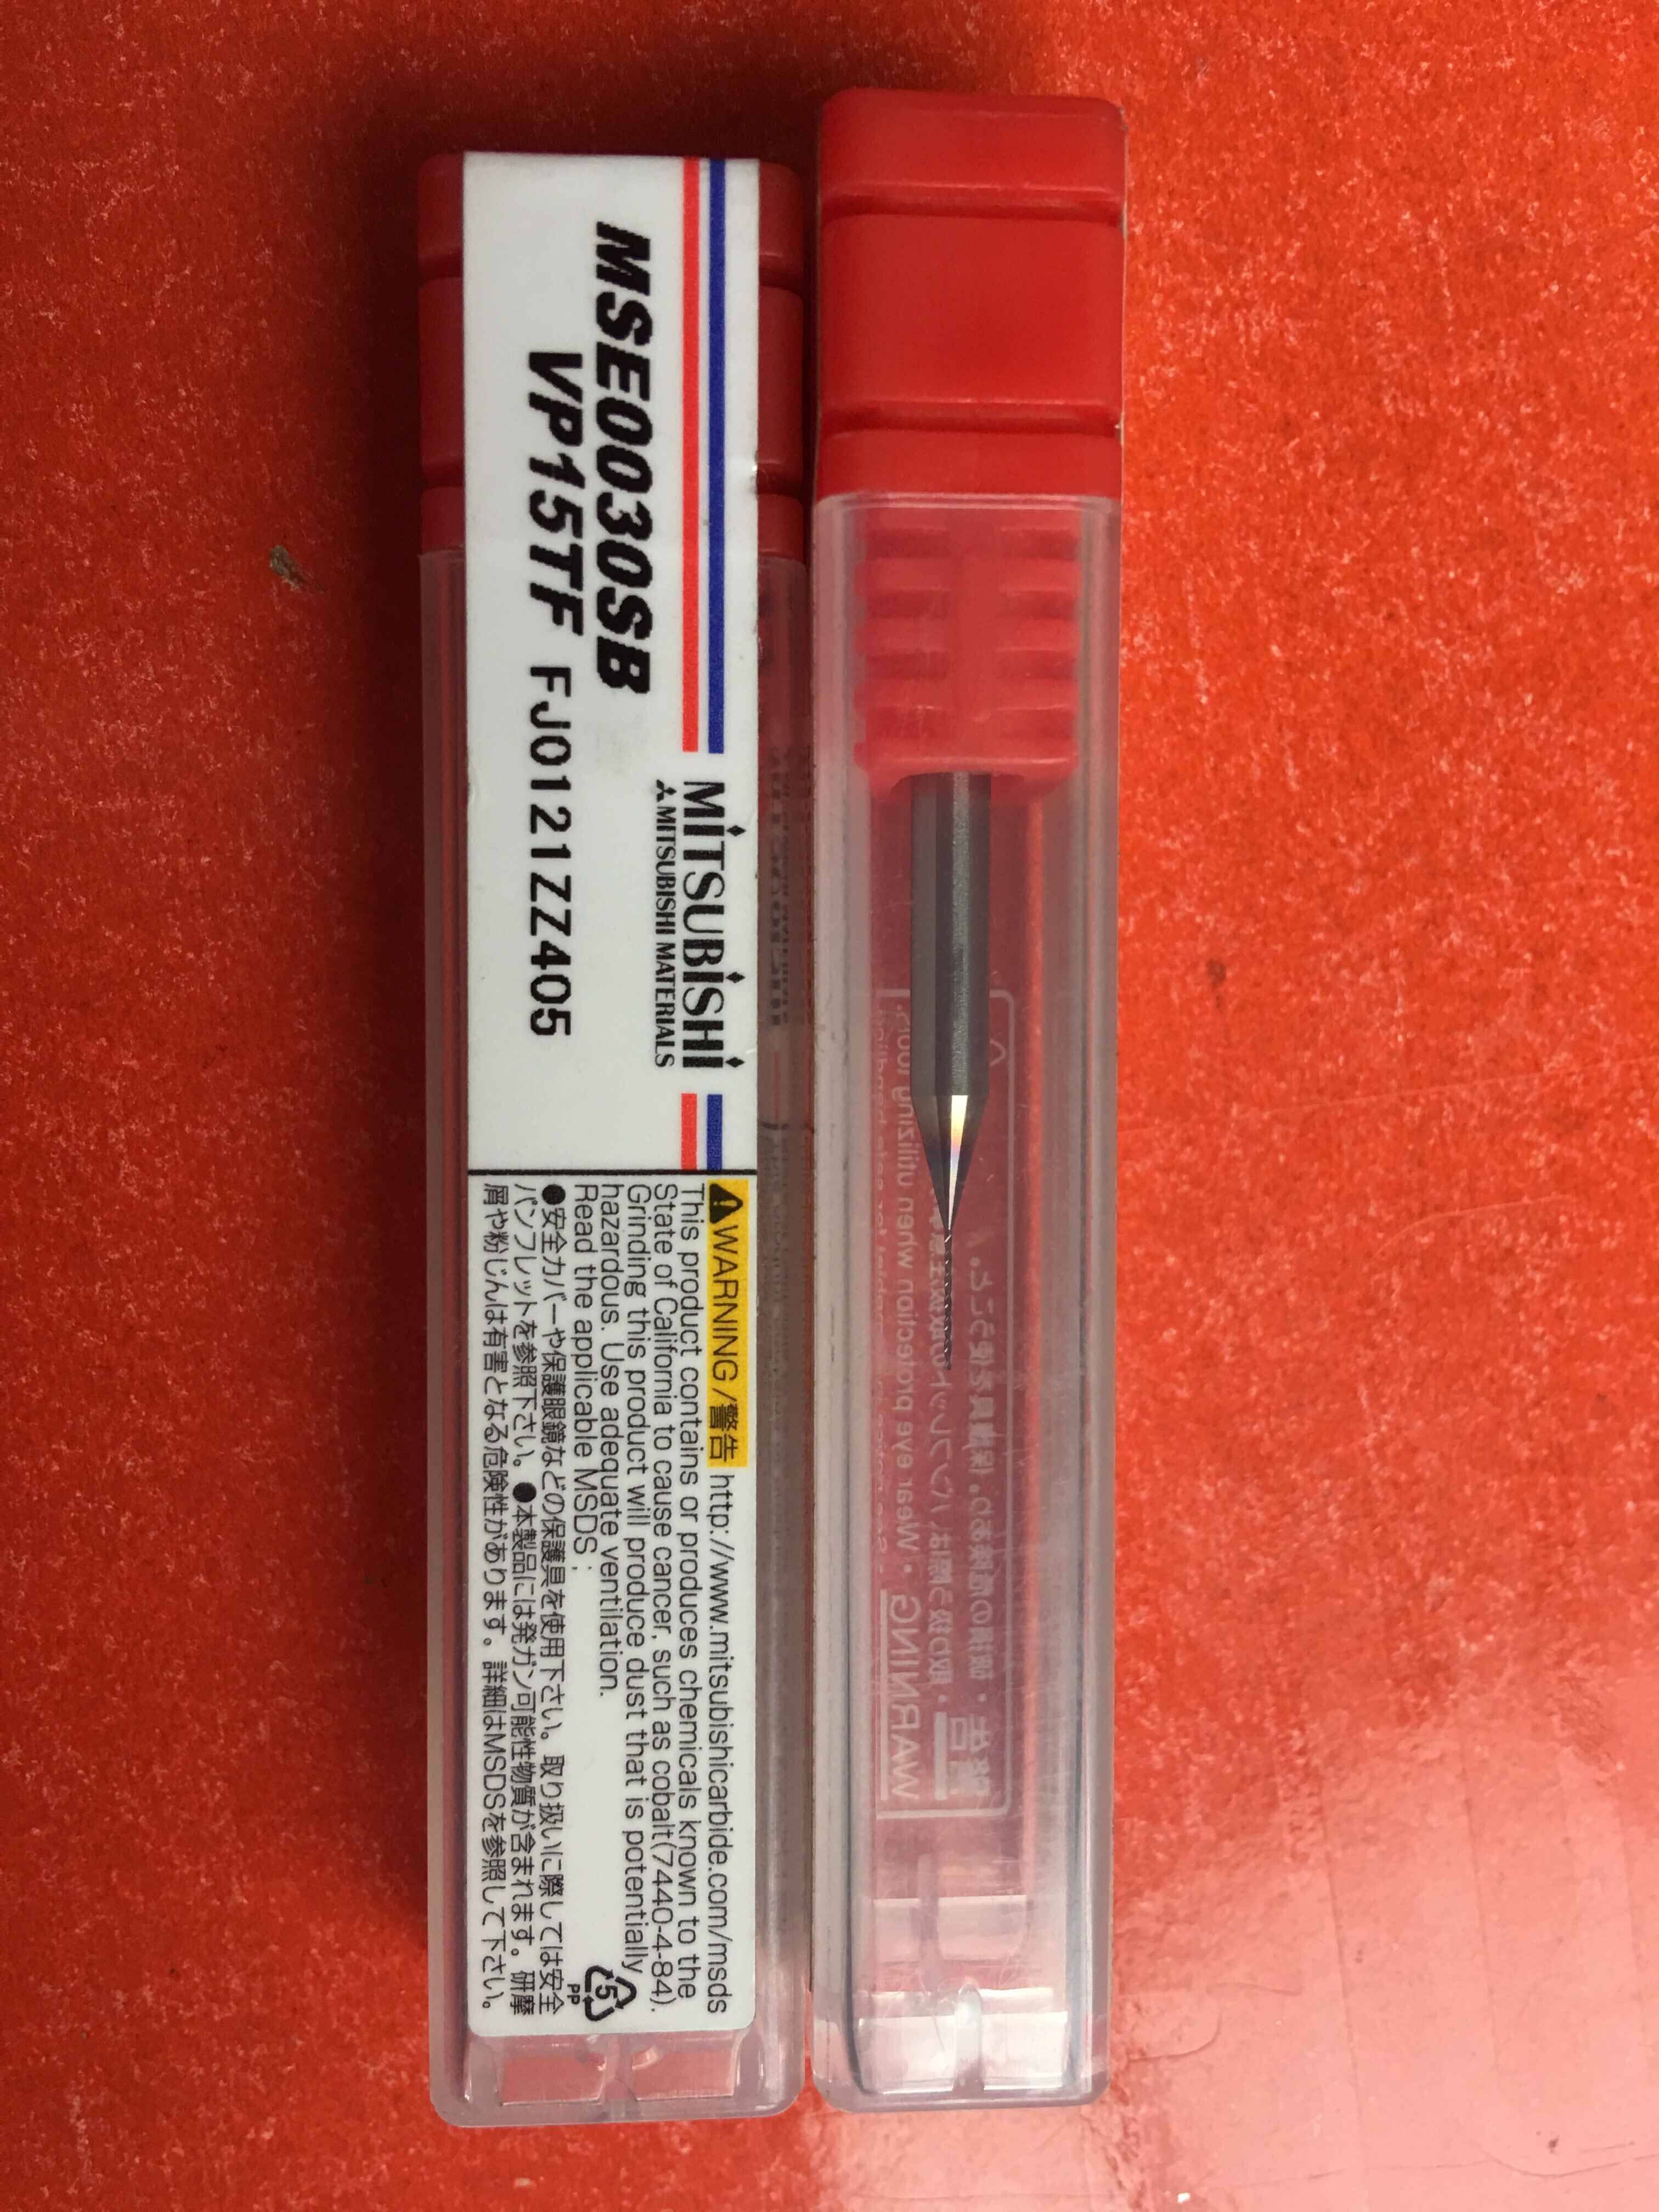 MITSUBISHI
MITSUBISHI MATERIALS
MSE0030SB
VP15TF FJ0121ZZ405
WARNING/警告 http://www.mitsubishicarbide.com/msds
This product contains or produces chemicals known to the
State of California to cause cancer, such as cobalt(7440-4-84).
Grinding this product will produce dust that is potentially
hazardous. Use adequate ventilation.
Read the applicable MSDS ;
●安全カバーや保護眼鏡などの保護具を使用下さい。取り扱いに際しては安全
パンフレットを参照下さい。●本製品には発ガン可能性物質が含まれます。研摩
屑や粉じんは有害となる危険性があります。詳細はMSDSを参照して下さい。
5
PP
WARNING
・Wear eye protection when utilizing